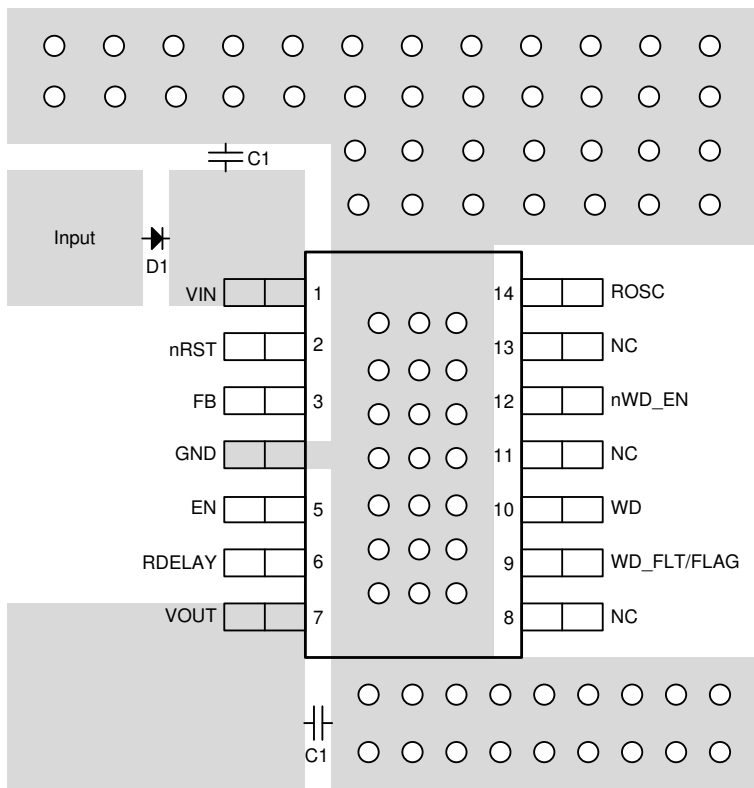 C1
Input
D1
VIN 1 14 ROSC
nRST 2 13 NC
FB 3 12 nWD_EN
GND 11 NC
EN 5 10 WD
RDELAY 6 9 WD_FLT/FLAG
VOUT 7 8 NC
C1